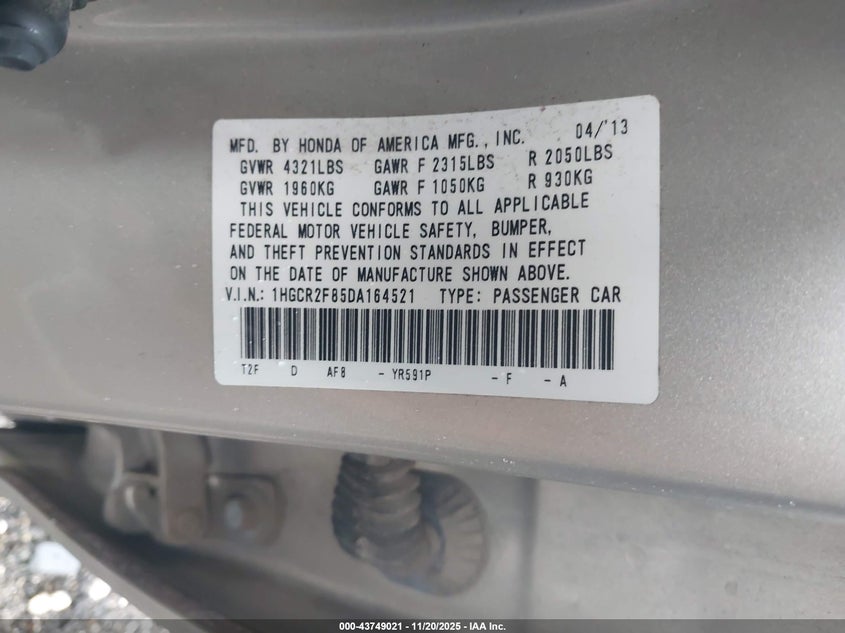 MFD. BY HONDA OF AMERICA MFG., INC. 04/'13
GVWR 4321LBS GAWR F 2315LBS R 2050LBS
GVWR 1960KG GAWR F 1050KG R 930KG
THIS VEHICLE CONFORMS TO ALL APPLICABLE
FEDERAL MOTOR VEHICLE SAFETY, BUMPER,
AND THEFT PREVENTION STANDARDS IN EFFECT
ON THE DATE OF MANUFACTURE SHOWN ABOVE.
V.I.N.: 1HGCR2F85DA164521 TYPE: PASSENGER CAR
T2F D AF8 - YR591P - F - A
000-43749021 - 11/20/2025 - IAA Inc.